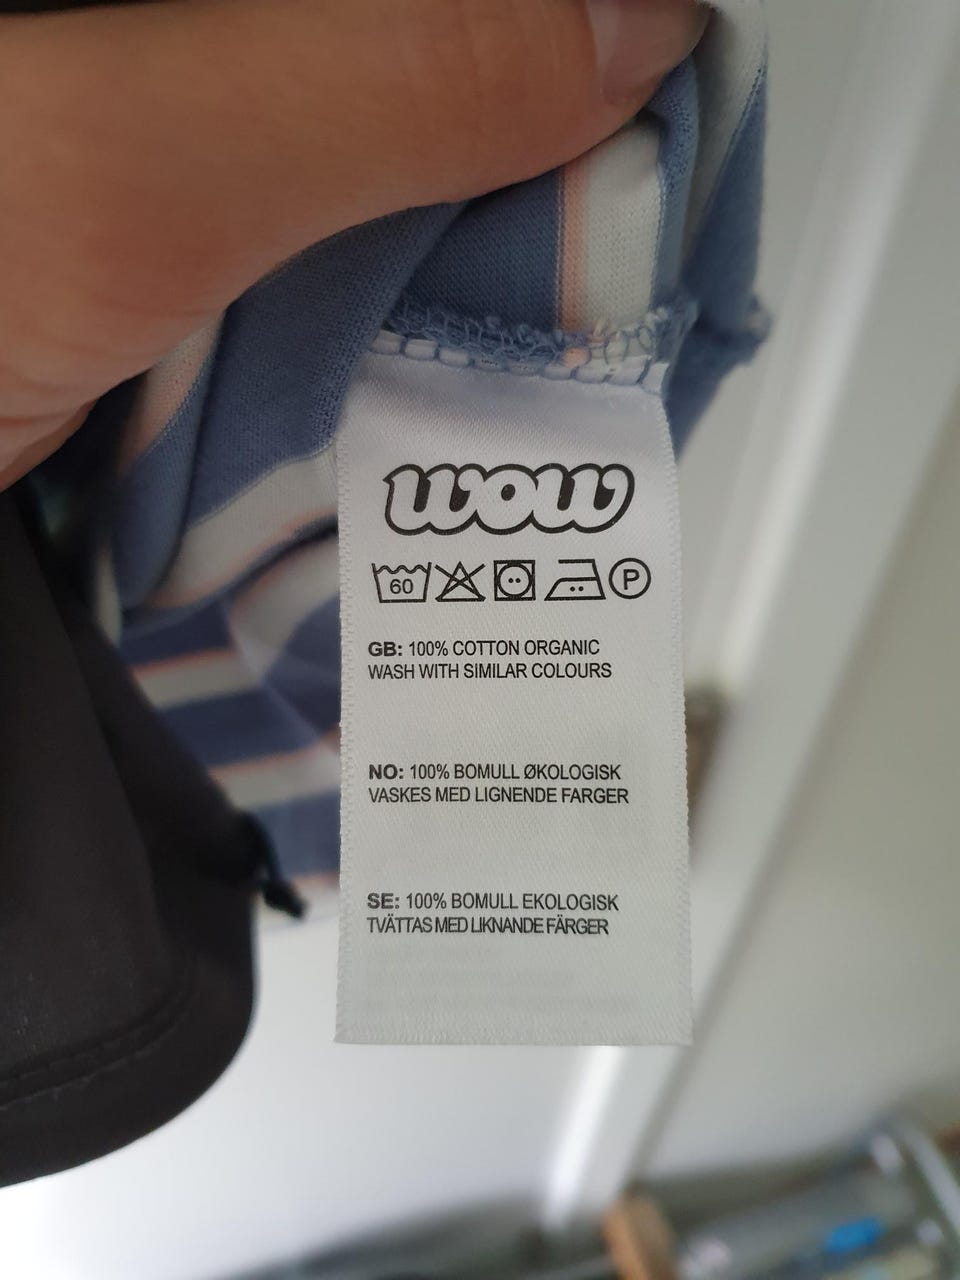 wow
60
P
GB: 100% COTTON ORGANIC
WASH WITH SIMILAR COLOURS
NO: 100% BOMULL ØKOLOGISK
VASKES MED LIGNENDE FARGER
SE: 100% BOMULL EKOLOGISK
TVÄTTAS MED LIKNANDE FÄRGER